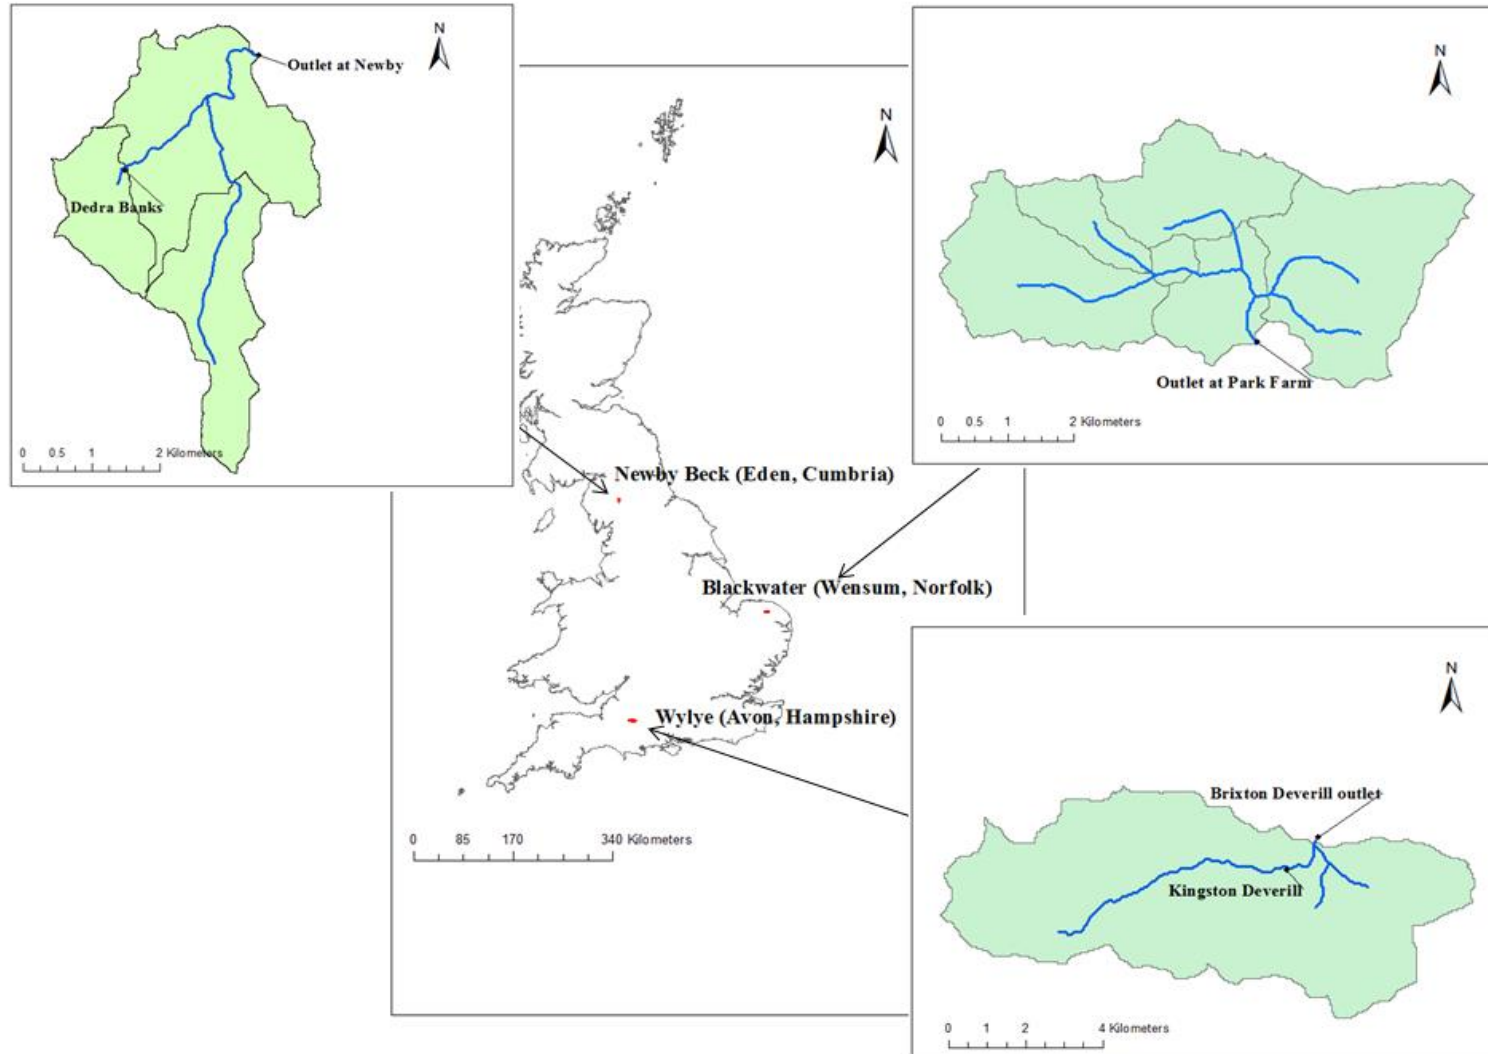 N
Outlet at Newby
Dedra Banks
0 0.5 1 2 Kilometers
N
N
Outlet at Park Farm
0 0.5 1 2 Kilometers
Newby Beck (Eden, Cumbria)
Blackwater (Wensum, Norfolk)
Wylye (Avon, Hampshire)
0 85 170 340 Kilometers
N
Brixton Deverill outlet
Kingston Deverill
0 1 2 4 Kilometers